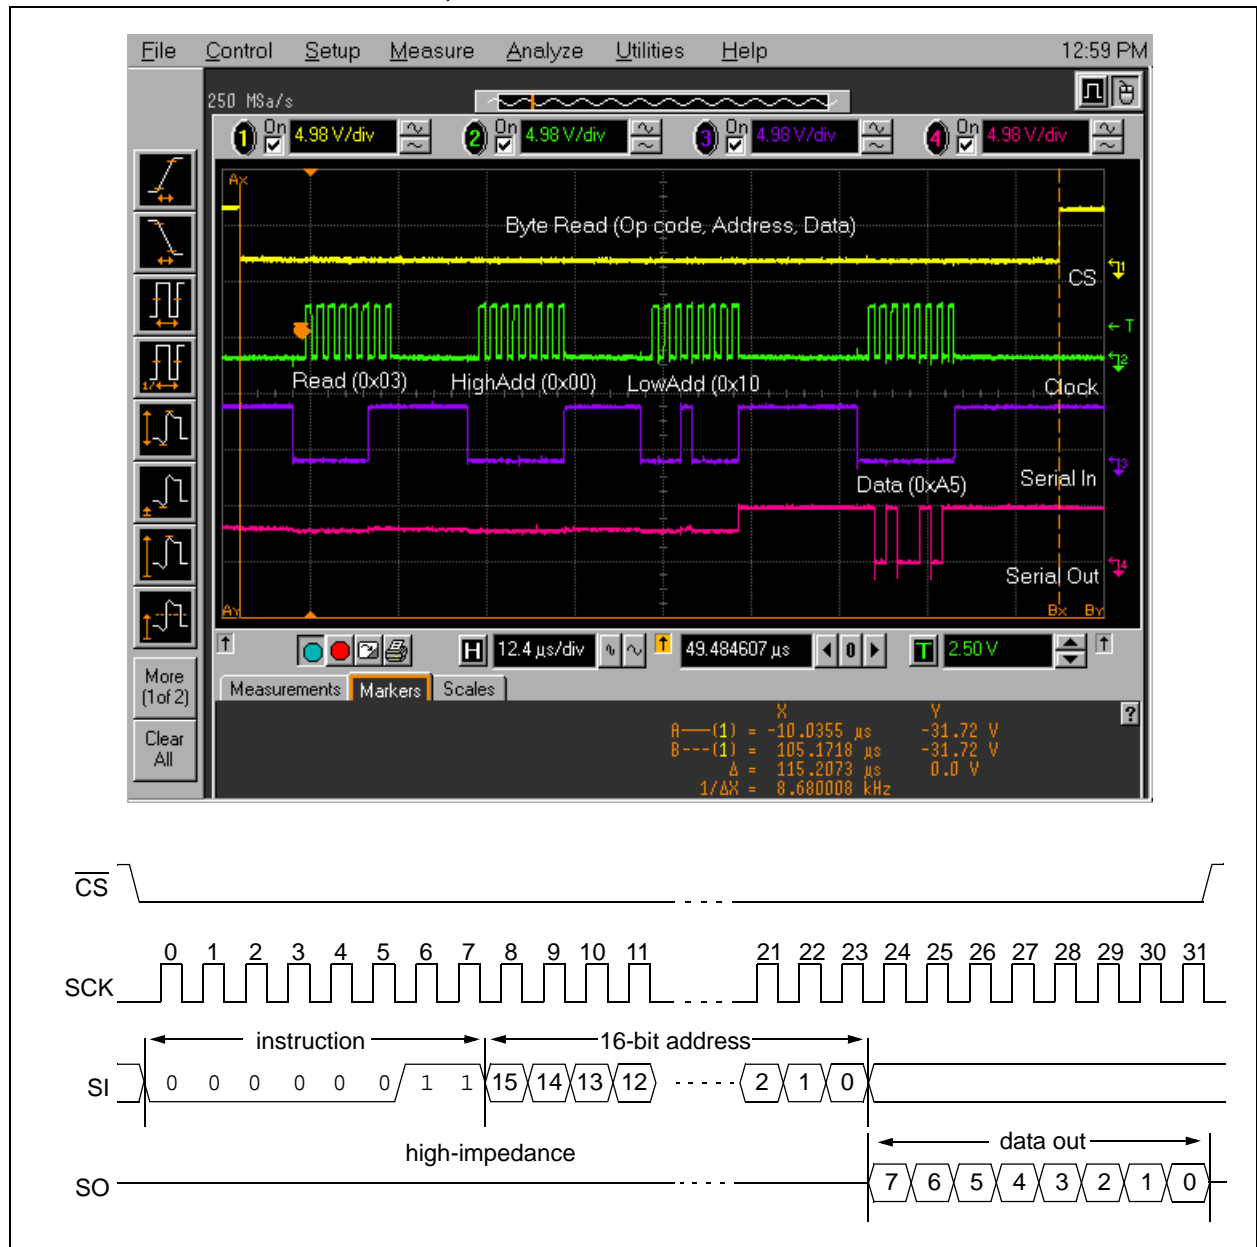 File Control Setup Measure Analyze Utilities Help 12:59 PM
250 MSa/s
1 On 4.98 V/div 2 On 4.98 V/div 3 On 4.98 V/div 4 On 4.98 V/div
Ax
Byte Read (Op code, Address, Data)
1
CS
T
2
Read (0x03) HighAdd (0x00) LowAdd (0x10
Clock
3
Serial In
Data (0xA5)
4
Serial Out
Ay Bx By
H 12.4 µs/div 49.484607 µs 0 T 2.50 V
More
(1of 2)
Clear
All
Measurements Markers Scales
X Y
A——(1) = -10.0355 µs -31.72 V
B---(1) = 105.1718 µs -31.72 V
Δ = 115.2073 µs 0.0 V
1/ΔX = 8.680008 kHz
?
CS
0 1 2 3 4 5 6 7 8 9 10 11 21 22 23 24 25 26 27 28 29 30 31
SCK
instruction 16-bit address
SI 0 0 0 0 0 0 1 1 15 14 13 12 2 1 0
high-impedance data out
SO 7 6 5 4 3 2 1 0